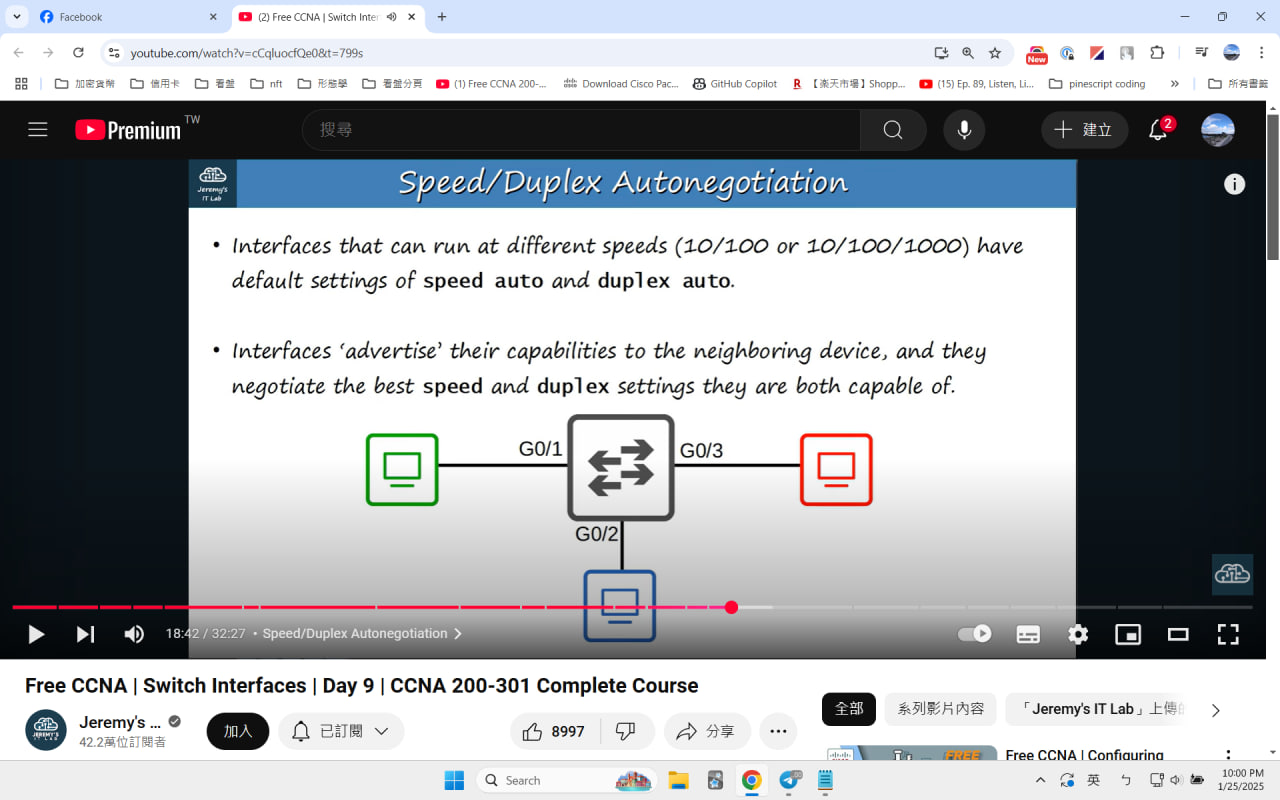 Facebook
(2) Free CCNA | Switch Inter
youtube.com/watch?v=cCqluocfQe0&t=799s
New
加密貨幣
信用卡
看盤
nft
形態學
看盤分頁
(1) Free CCNA 200-...
Download Cisco Pac...
GitHub Copilot
【楽天市場】Shopp...
(15) Ep. 89, Listen, Li...
pinescript coding
所有書籤
Premium TW
搜尋
建立
2
Jeremy's
IT Lab
Speed/Duplex Autonegotiation
• Interfaces that can run at different speeds (10/100 or 10/100/1000) have
default settings of speed auto and duplex auto.
• Interfaces ‘advertise’ their capabilities to the neighboring device, and they
negotiate the best speed and duplex settings they are both capable of.
G0/1
G0/3
G0/2
18:42 / 32:27 • Speed/Duplex Autonegotiation
Free CCNA | Switch Interfaces | Day 9 | CCNA 200-301 Complete Course
JEREMY'S
IT LAB
Jeremy's ...
42.2萬位訂閱者
加入
已訂閱
8997
分享
全部
系列影片內容
「Jeremy's IT Lab」上傳的
FREE
Free CCNA | Configuring
Search
英
10:00 PM
1/25/2025